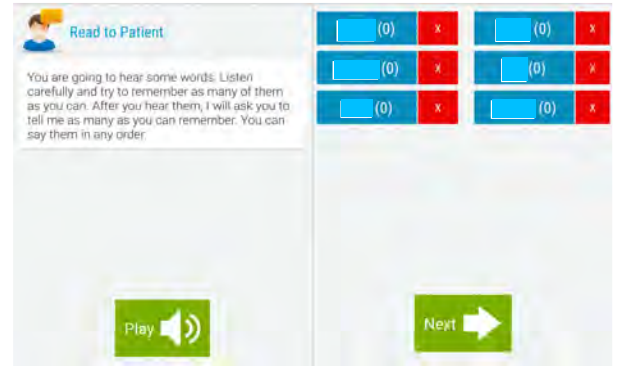 Read to Patient
You are going to hear some words. Listen
carefully and try to remember as many of them
as you can. After you hear them, I will ask you to
tell me as many as you can remember. You can
say them in any order.
Play
(0) x (0) x
(0) x (0) x
(0) x (0) x
Next